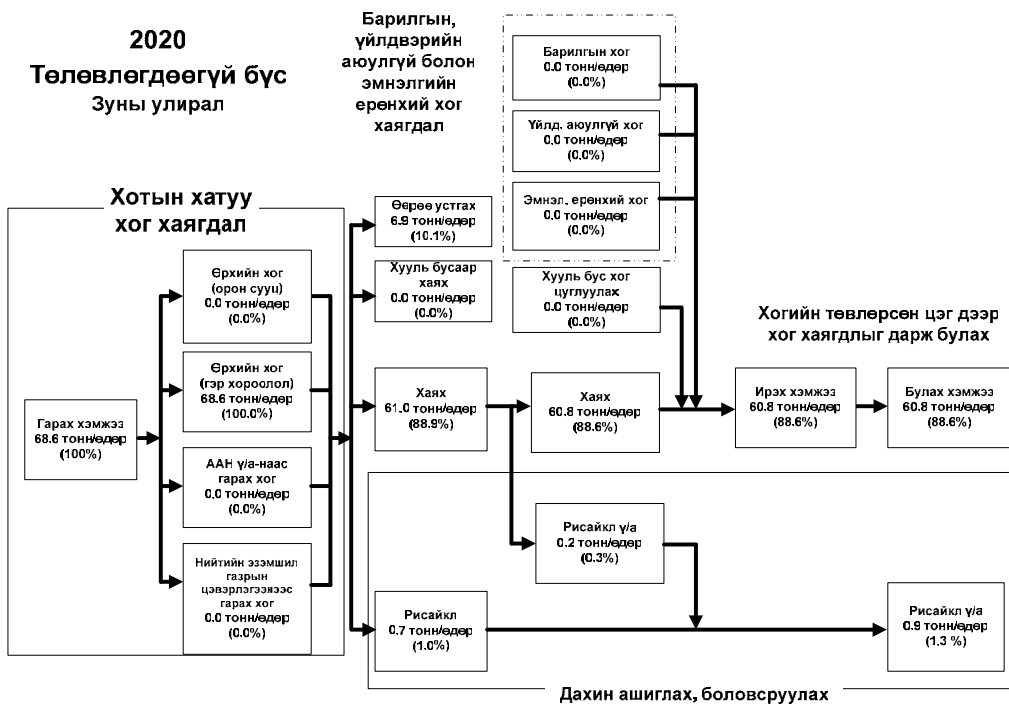 2020
Төлөвлөгдөөгүй бүс
Зуны улирал
Барилгын,
үйлдвэрийн
аюулгүй болон
эмнэлгийн
ерөнхий хог
хаягдал
Барилгын хог
0.0 тонн/өдөр
(0.0%)
Үйлд. аюулгүй хог
0.0 тонн/өдөр
(0.0%)
Эмнэл. ерөнхий хог
0.0 тонн/өдөр
(0.0%)
Хотын хатуу
хог хаягдал
Гарах хэмжээ
68.6 тонн/өдөр
(100%)
Өрхийн хог
(орон сууц)
0.0 тонн/өдөр
(0.0%)
Өрхийн хог
(гэр хороолол)
68.6 тонн/өдөр
(100.0%)
ААН ү/а-наас
гарах хог
0.0 тонн/өдөр
(0.0%)
Нийтийн эзэмшил
газрын
цэвэрлэгээнээс
гарах хог
0.0 тонн/өдөр
(0.0%)
Өөрөө устгах
6.9 тонн/өдөр
(10.1%)
Хууль бусаар
хаях
0.0 тонн/өдөр
(0.0%)
Хууль бус хог
цуглуулах
0.0 тонн/өдөр
(0.0%)
Хаях
61.0 тонн/өдөр
(88.9%)
Хаях
60.8 тонн/өдөр
(88.6%)
Хогийн төвлөрсөн цэг дээр
хог хаягдлыг дарж булах
Ирэх хэмжээ
60.8 тонн/өдөр
(88.6%)
Булах хэмжээ
60.8 тонн/өдөр
(88.6%)
Рисайкл ү/а
0.2 тонн/өдөр
(0.3%)
Рисайкл
0.7 тонн/өдөр
(1.0%)
Рисайкл ү/а
0.9 тонн/өдөр
(1.3 %)
Дахин ашиглах, боловсруулах